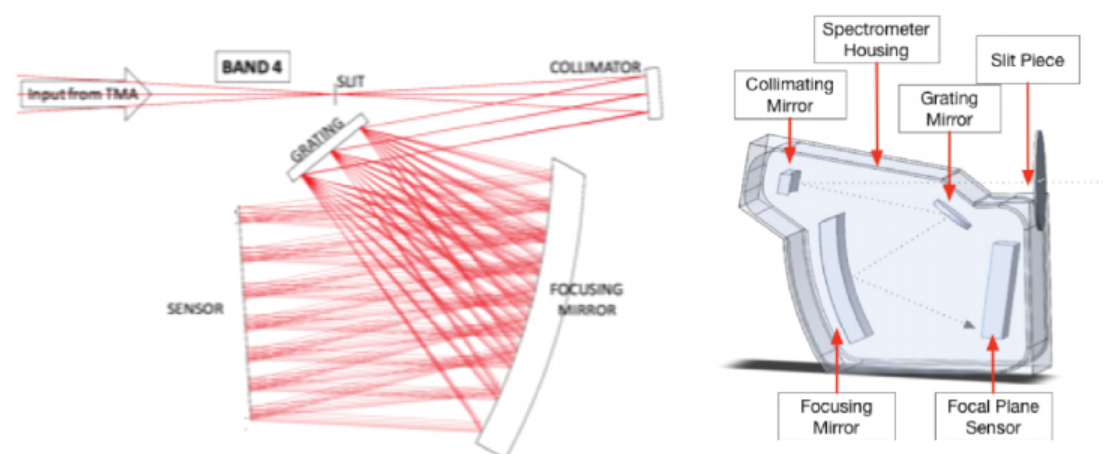 BAND 4
SLIT
COLLIMATOR
Input from TMA
GRATING
SENSOR
FOCUSING
MIRROR
Spectrometer
Housing
Slit Piece
Collimating
Mirror
Grating
Mirror
Focusing
Mirror
Focal Plane
Sensor